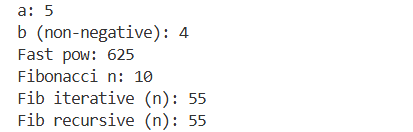 a: 5
b (non-negative): 4
Fast pow: 625
Fibonacci n: 10
Fib iterative (n): 55
Fib recursive (n): 55